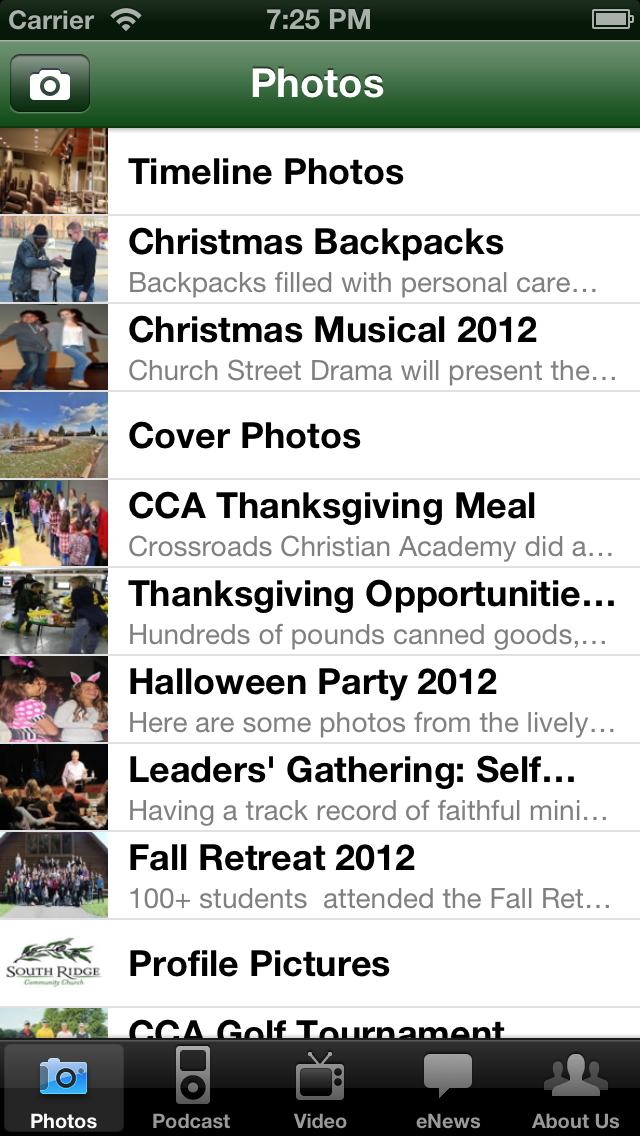 Carrier 7:25 PM
Photos
Timeline Photos
Christmas Backpacks
Backpacks filled with personal care…
Christmas Musical 2012
Church Street Drama will present the…
Cover Photos
CCA Thanksgiving Meal
Crossroads Christian Academy did a…
Thanksgiving Opportunitie…
Hundreds of pounds canned goods,…
Halloween Party 2012
Here are some photos from the lively…
Leaders' Gathering: Self…
Having a track record of faithful mini…
Fall Retreat 2012
100+ students  attended the Fall Ret…
SOUTH RIDGE
Community Church
Profile Pictures
CCA Golf Tournament
Photos Podcast Video eNews About Us